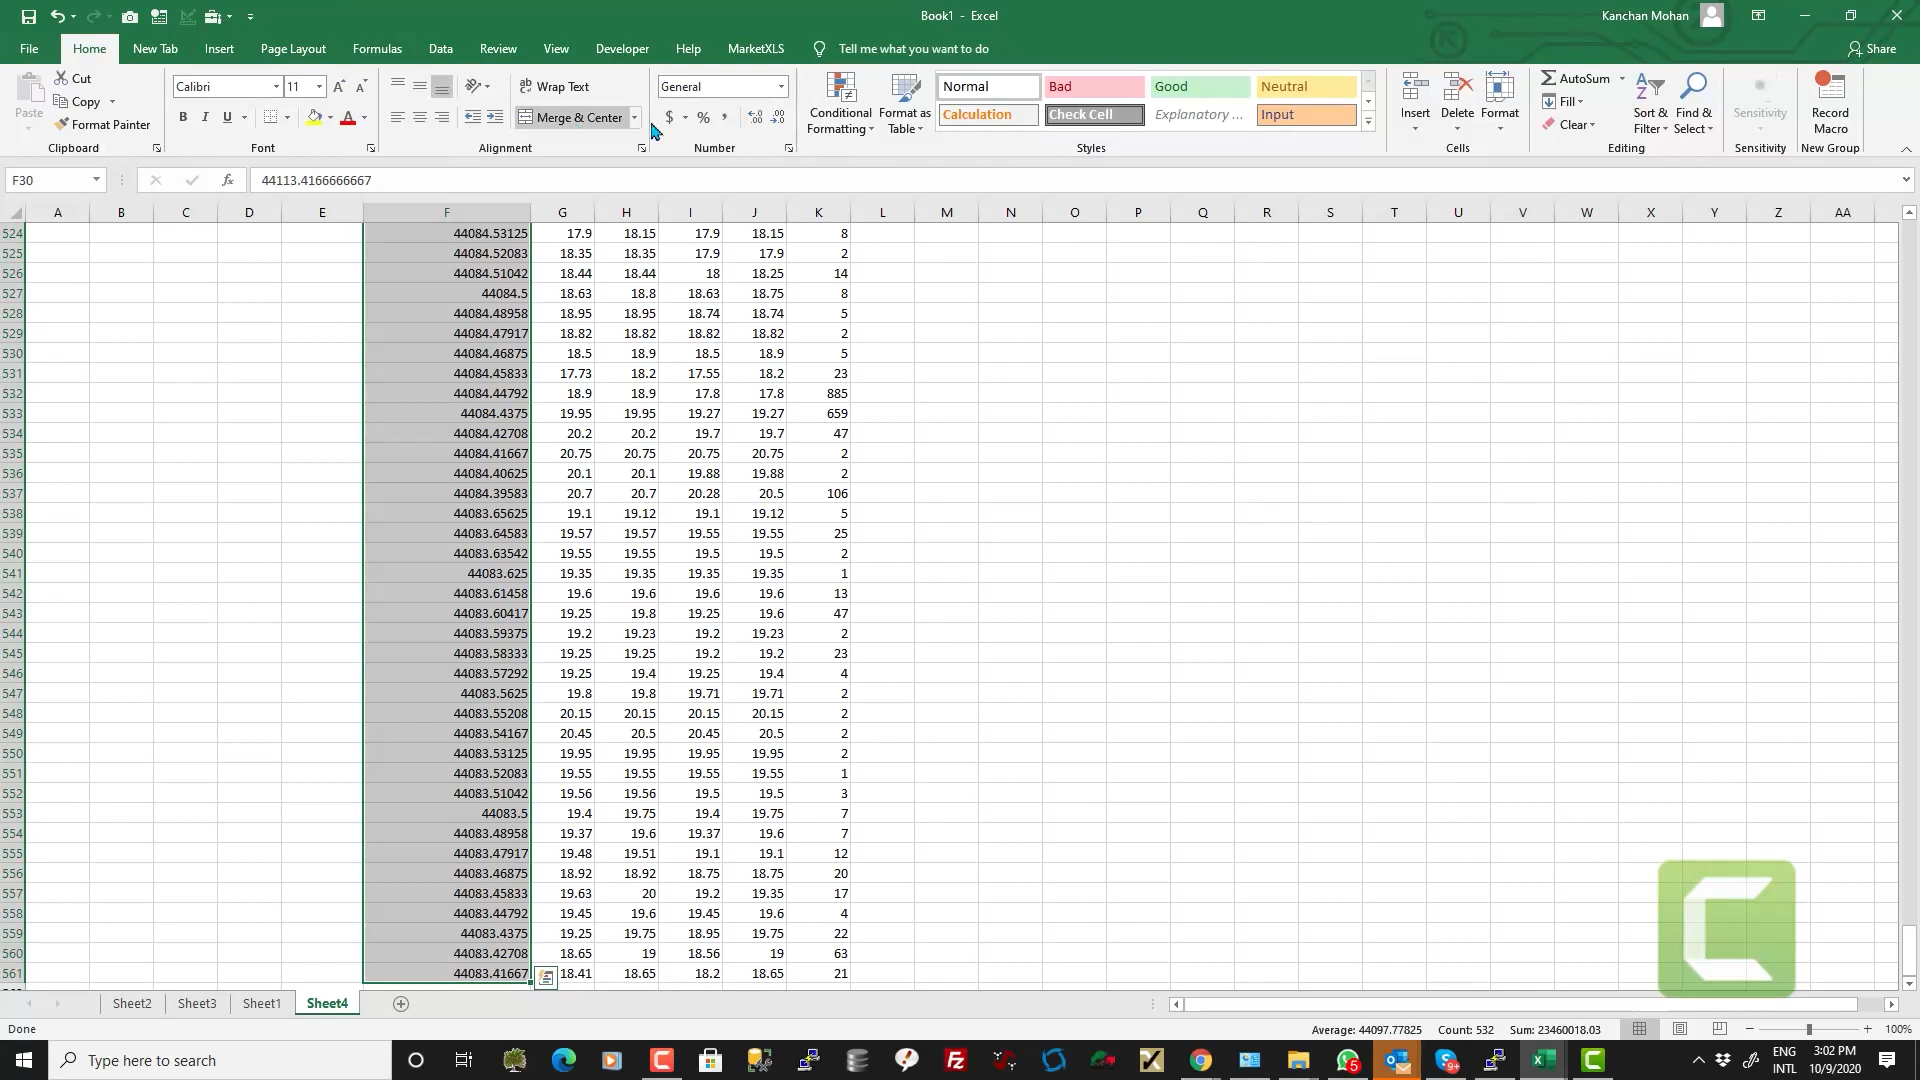 Book1 - Excel
Kanchan Mohan
File Home New Tab Insert Page Layout Formulas Data Review View Developer Help MarketXLS Tell me what you want to do Share
Paste
Cut
Copy
Format Painter
Clipboard
Calibri 11
B I U
Font
Wrap Text
Merge & Center
Alignment
General
$ % ,
Number
Conditional Formatting
Format as Table
Normal Bad Good Neutral
Calculation Check Cell Explanatory ... Input
Styles
Insert Delete Format
Cells
AutoSum
Fill
Clear
Sort & Filter
Find & Select
Editing
Sensitivity
Sensitivity
Record Macro
New Group
F30 fx 44113.4166666667
A B C D E F G H I J K L M N O P Q R S T U V W X Y Z AA
524 44084.53125 17.9 18.15 17.9 18.15 8
525 44084.52083 18.35 18.35 17.9 17.9 2
526 44084.51042 18.44 18.44 18 18.25 14
527 44084.5 18.63 18.8 18.63 18.75 8
528 44084.48958 18.95 18.95 18.74 18.74 5
529 44084.47917 18.82 18.82 18.82 18.82 2
530 44084.46875 18.5 18.9 18.5 18.9 5
531 44084.45833 17.73 18.2 17.55 18.2 23
532 44084.44792 18.9 18.9 17.8 17.8 885
533 44084.4375 19.95 19.95 19.27 19.27 659
534 44084.42708 20.2 20.2 19.7 19.7 47
535 44084.41667 20.75 20.75 20.75 20.75 2
536 44084.40625 20.1 20.1 19.88 19.88 2
537 44084.39583 20.7 20.7 20.28 20.5 106
538 44083.65625 19.1 19.12 19.1 19.12 5
539 44083.64583 19.57 19.57 19.55 19.55 25
540 44083.63542 19.55 19.55 19.5 19.5 2
541 44083.625 19.35 19.35 19.35 19.35 1
542 44083.61458 19.6 19.6 19.6 19.6 13
543 44083.60417 19.25 19.8 19.25 19.6 47
544 44083.59375 19.2 19.23 19.2 19.23 2
545 44083.58333 19.25 19.25 19.2 19.2 23
546 44083.57292 19.25 19.4 19.25 19.4 4
547 44083.5625 19.8 19.8 19.71 19.71 2
548 44083.55208 20.15 20.15 20.15 20.15 2
549 44083.54167 20.45 20.5 20.45 20.5 2
550 44083.53125 19.95 19.95 19.95 19.95 2
551 44083.52083 19.55 19.55 19.55 19.55 1
552 44083.51042 19.56 19.56 19.5 19.5 3
553 44083.5 19.4 19.75 19.4 19.75 7
554 44083.48958 19.37 19.6 19.37 19.6 7
555 44083.47917 19.48 19.51 19.1 19.1 12
556 44083.46875 18.92 18.92 18.75 18.75 20
557 44083.45833 19.63 20 19.2 19.35 17
558 44083.44792 19.45 19.6 19.45 19.6 4
559 44083.4375 19.25 19.75 18.95 19.75 22
560 44083.42708 18.65 19 18.56 19 63
561 44083.41667 18.41 18.65 18.2 18.65 21
Sheet2 Sheet3 Sheet1 Sheet4
Done Average: 44097.77825 Count: 532 Sum: 23460018.03 100%
Type here to search
ENG
INTL
3:02 PM
10/9/2020